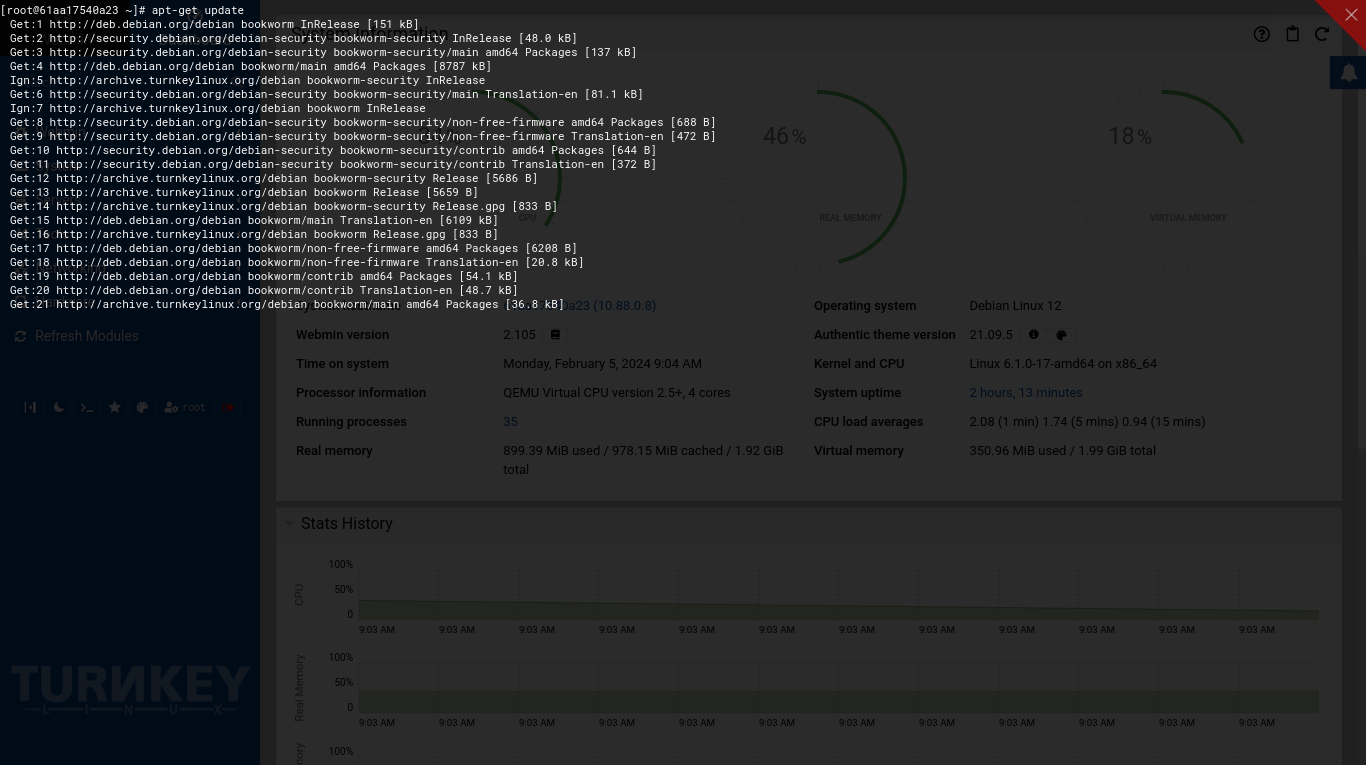 [root@61aa17540a23 ~]# apt-get update
Get:1 http://deb.debian.org/debian bookworm InRelease [151 kB]
Get:2 http://security.debian.org/debian-security bookworm-security InRelease [48.0 kB]
Get:3 http://security.debian.org/debian-security bookworm-security/main amd64 Packages [137 kB]
Get:4 http://deb.debian.org/debian bookworm/main amd64 Packages [8787 kB]
Ign:5 http://archive.turnkeylinux.org/debian bookworm-security InRelease
Get:6 http://security.debian.org/debian-security bookworm-security/main Translation-en [81.1 kB]
Ign:7 http://archive.turnkeylinux.org/debian bookworm InRelease
Get:8 http://security.debian.org/debian-security bookworm-security/non-free-firmware amd64 Packages [688 B]
Get:9 http://security.debian.org/debian-security bookworm-security/non-free-firmware Translation-en [472 B]
Get:10 http://security.debian.org/debian-security bookworm-security/contrib amd64 Packages [644 B]
Get:11 http://security.debian.org/debian-security bookworm-security/contrib Translation-en [372 B]
Get:12 http://archive.turnkeylinux.org/debian bookworm-security Release [5686 B]
Get:13 http://archive.turnkeylinux.org/debian bookworm Release [5659 B]
Get:14 http://archive.turnkeylinux.org/debian bookworm-security Release.gpg [833 B]
Get:15 http://deb.debian.org/debian bookworm/main Translation-en [6109 kB]
Get:16 http://archive.turnkeylinux.org/debian bookworm Release.gpg [833 B]
Get:17 http://deb.debian.org/debian bookworm/non-free-firmware amd64 Packages [6208 B]
Get:18 http://deb.debian.org/debian bookworm/non-free-firmware Translation-en [20.8 kB]
Get:19 http://deb.debian.org/debian bookworm/contrib amd64 Packages [54.1 kB]
Get:20 http://deb.debian.org/debian bookworm/contrib Translation-en [48.7 kB]
Get:21 http://archive.turnkeylinux.org/debian bookworm/main amd64 Packages [36.8 kB]
System Information
46%
18%
CPU
REAL MEMORY
VIRTUAL MEMORY
(10.88.0.8)
Operating system Debian Linux 12
Webmin version 2.105
Authentic theme version 21.09.5
Time on system Monday, February 5, 2024 9:04 AM
Kernel and CPU Linux 6.1.0-17-amd64 on x86_64
Processor information QEMU Virtual CPU version 2.5+, 4 cores
System uptime 2 hours, 13 minutes
Running processes 35
CPU load averages 2.08 (1 min) 1.74 (5 mins) 0.94 (15 mins)
Real memory 899.39 MiB used / 978.15 MiB cached / 1.92 GiB
total
Virtual memory 350.96 MiB used / 1.99 GiB total
Refresh Modules
root
TURNKEY
LINUX
Stats History
CPU
100%
50%
0
9:03 AM 9:03 AM 9:03 AM 9:03 AM 9:03 AM 9:03 AM 9:03 AM 9:03 AM 9:03 AM 9:03 AM 9:03 AM 9:03 AM
Real Memory
100%
50%
0
9:03 AM 9:03 AM 9:03 AM 9:03 AM 9:03 AM 9:03 AM 9:03 AM 9:03 AM 9:03 AM 9:03 AM 9:03 AM 9:03 AM
100%